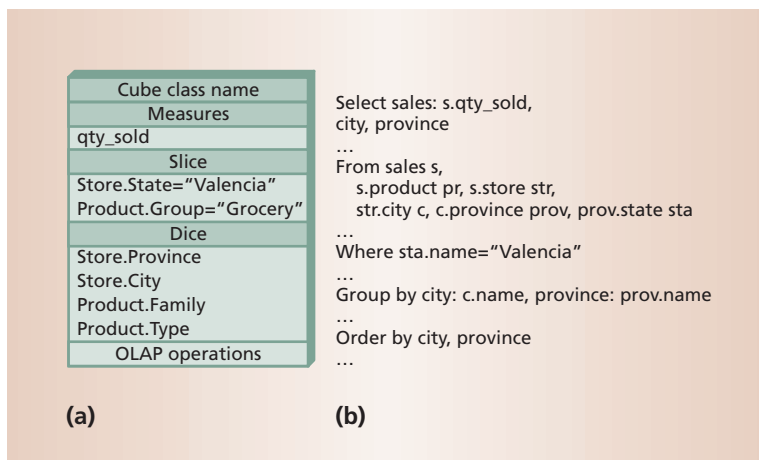 Cube class name
Measures
qty_sold
Slice
Store.State=“Valencia”
Product.Group=“Grocery”
Dice
Store.Province
Store.City
Product.Family
Product.Type
OLAP operations
(a)
Select sales: s.qty_sold,
city, province
…
From sales s,
s.product pr, s.store str,
str.city c, c.province prov, prov.state sta
…
Where sta.name=“Valencia”
…
Group by city: c.name, province: prov.name
…
Order by city, province
…
(b)